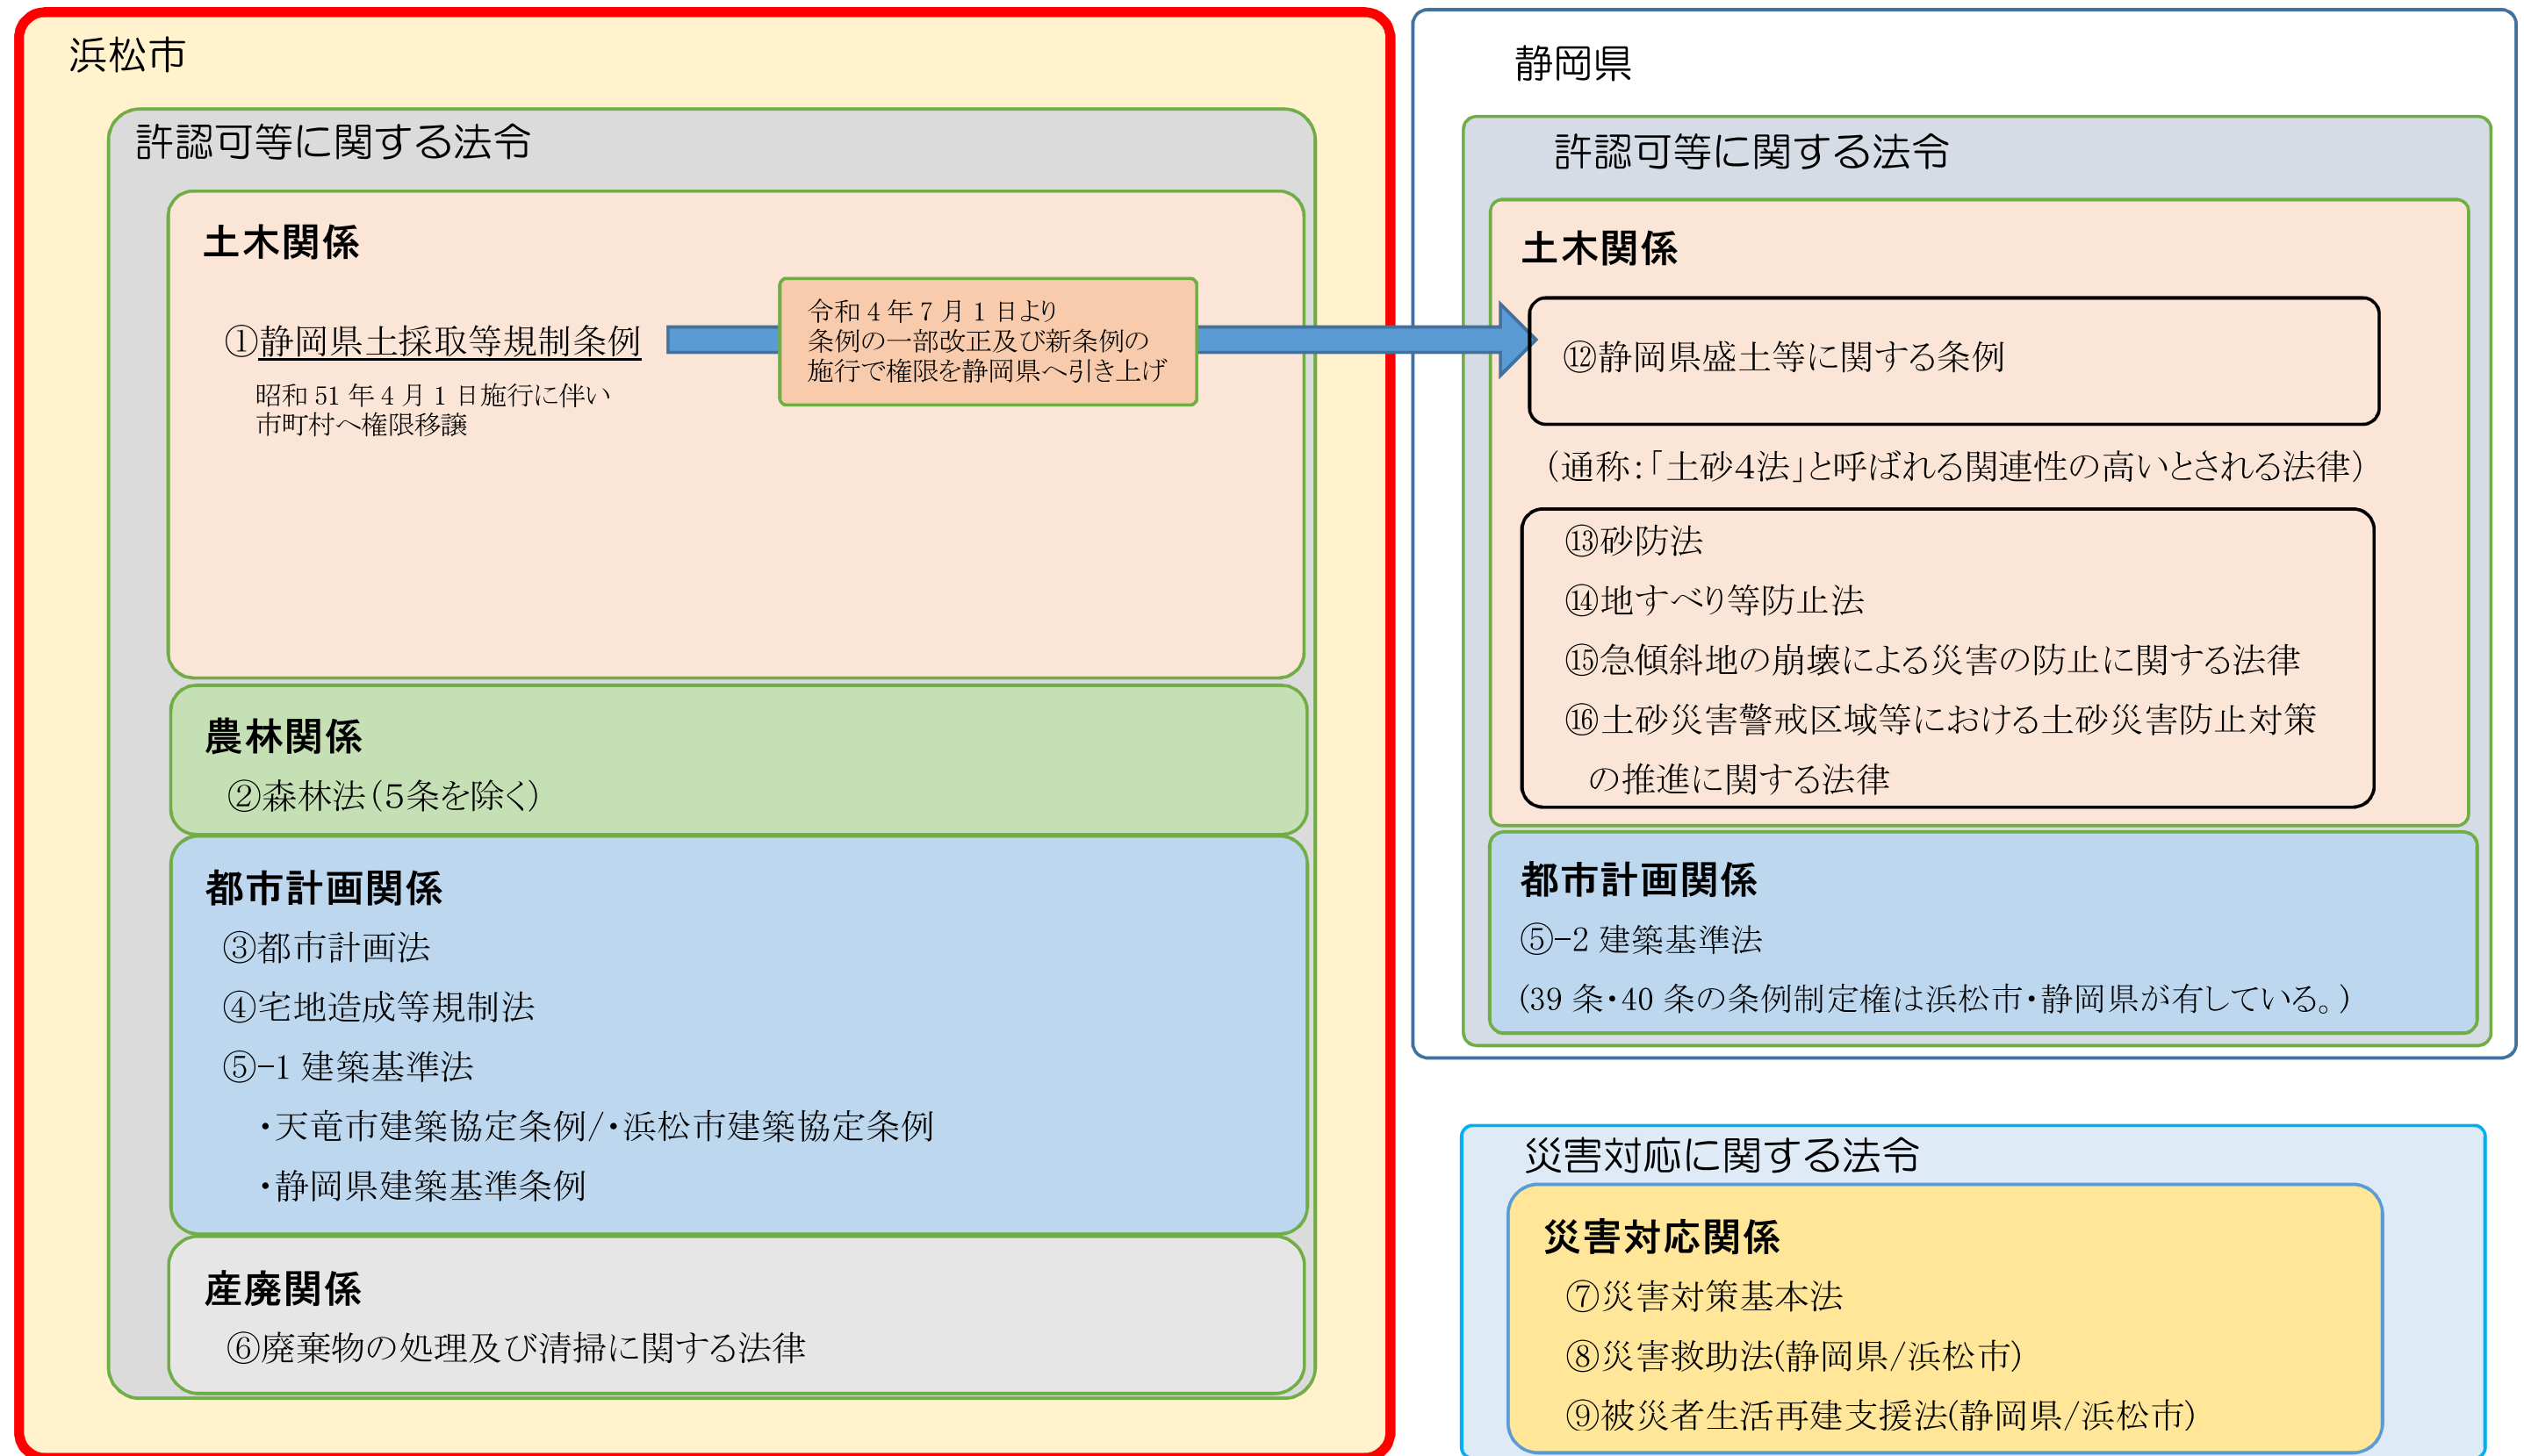 浜松市
許認可等に関する法令
土木関係
①静岡県土採取等規制条例
昭和 51 年 4 月 1 日施行に伴い
市町村へ権限移譲
令和 4 年 7 月 1 日より
条例の一部改正及び新条例の
施行で権限を静岡県へ引き上げ
農林関係
②森林法（５条を除く）
都市計画関係
③都市計画法
④宅地造成等規制法
⑤-1 建築基準法
・天竜市建築協定条例/・浜松市建築協定条例
・静岡県建築基準条例
産廃関係
⑥廃棄物の処理及び清掃に関する法律
静岡県
許認可等に関する法令
土木関係
⑫静岡県盛土等に関する条例
（通称：「土砂４法」と呼ばれる関連性の高いとされる法律）
⑬砂防法
⑭地すべり等防止法
⑮急傾斜地の崩壊による災害の防止に関する法律
⑯土砂災害警戒区域等における土砂災害防止対策
の推進に関する法律
都市計画関係
⑤-2 建築基準法
(39 条・40 条の条例制定権は浜松市・静岡県が有している。)
災害対応に関する法令
災害対応関係
⑦災害対策基本法
⑧災害救助法(静岡県/浜松市)
⑨被災者生活再建支援法(静岡県/浜松市)